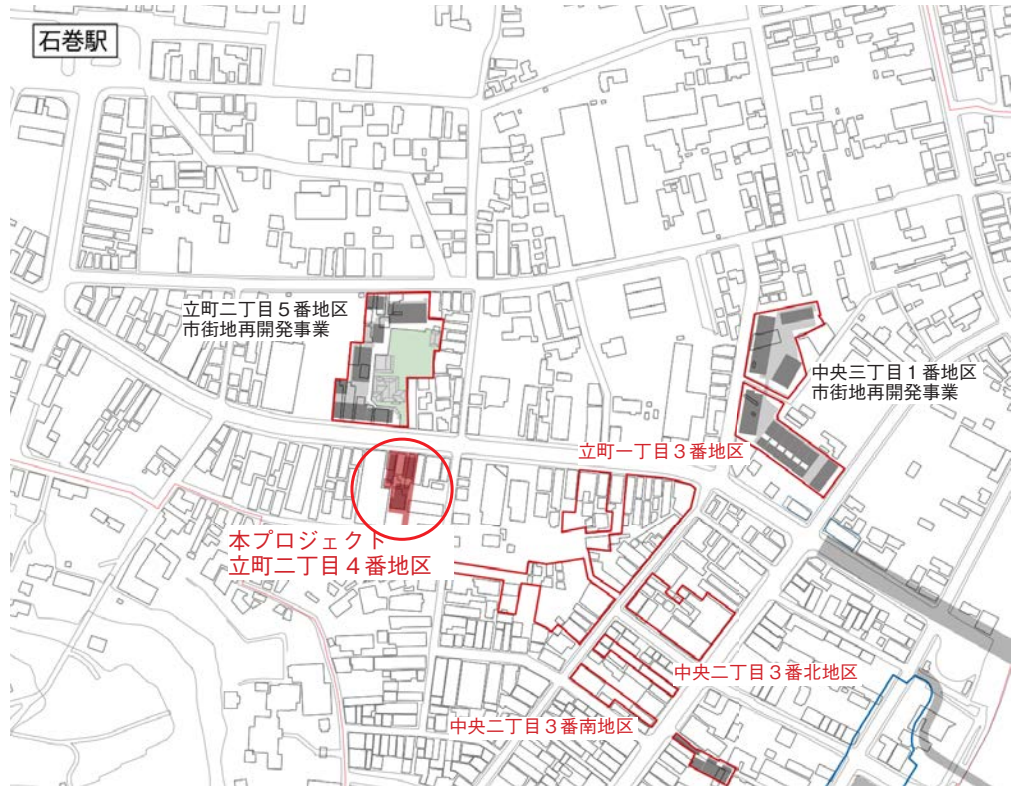 石巻駅
立町二丁目５番地区
市街地再開発事業
中央三丁目１番地区
市街地再開発事業
立町一丁目３番地区
本プロジェクト
立町二丁目４番地区
中央二丁目３番北地区
中央二丁目３番南地区